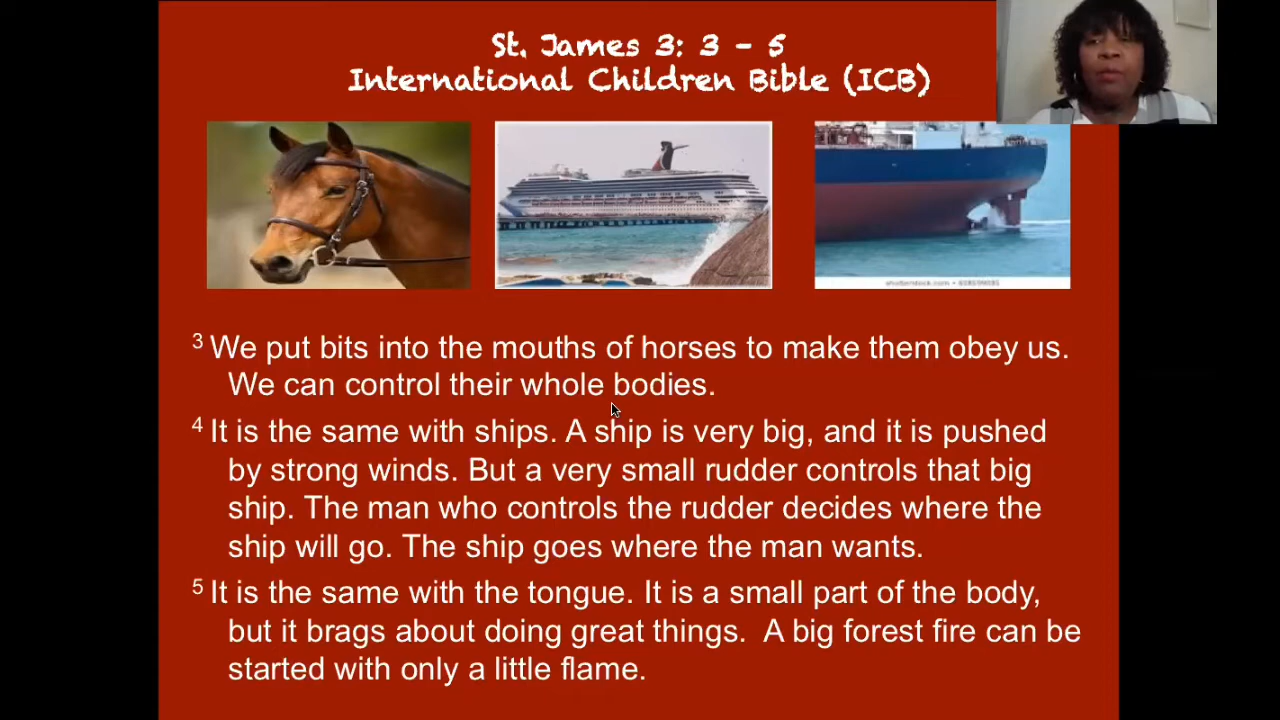 St. James 3: 3 – 5
International Children Bible (ICB)
3 We put bits into the mouths of horses to make them obey us.
We can control their whole bodies.
4 It is the same with ships. A ship is very big, and it is pushed
by strong winds. But a very small rudder controls that big
ship. The man who controls the rudder decides where the
ship will go. The ship goes where the man wants.
5 It is the same with the tongue. It is a small part of the body,
but it brags about doing great things.  A big forest fire can be
started with only a little flame.